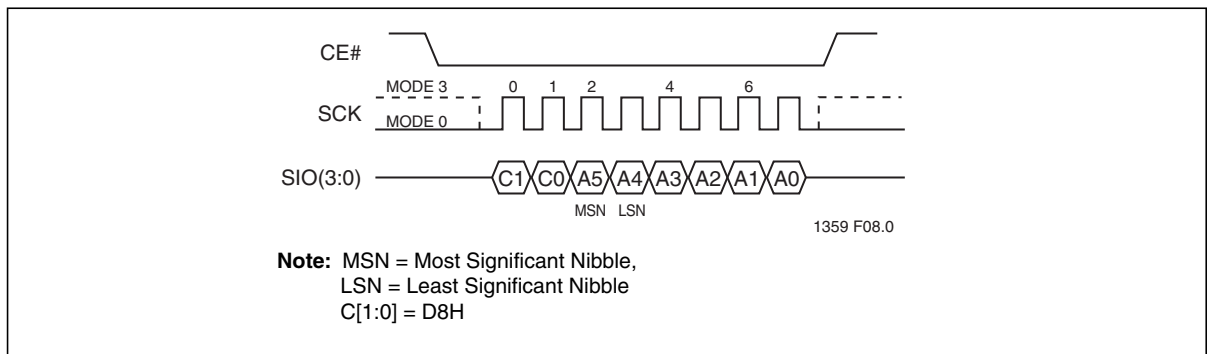 CE#
MODE 3 0 1 2 4 6
SCK
MODE 0
SIO(3:0) C1 C0 A5 A4 A3 A2 A1 A0
MSN LSN
1359 F08.0
Note: MSN = Most Significant Nibble,
LSN = Least Significant Nibble
C[1:0] = D8H